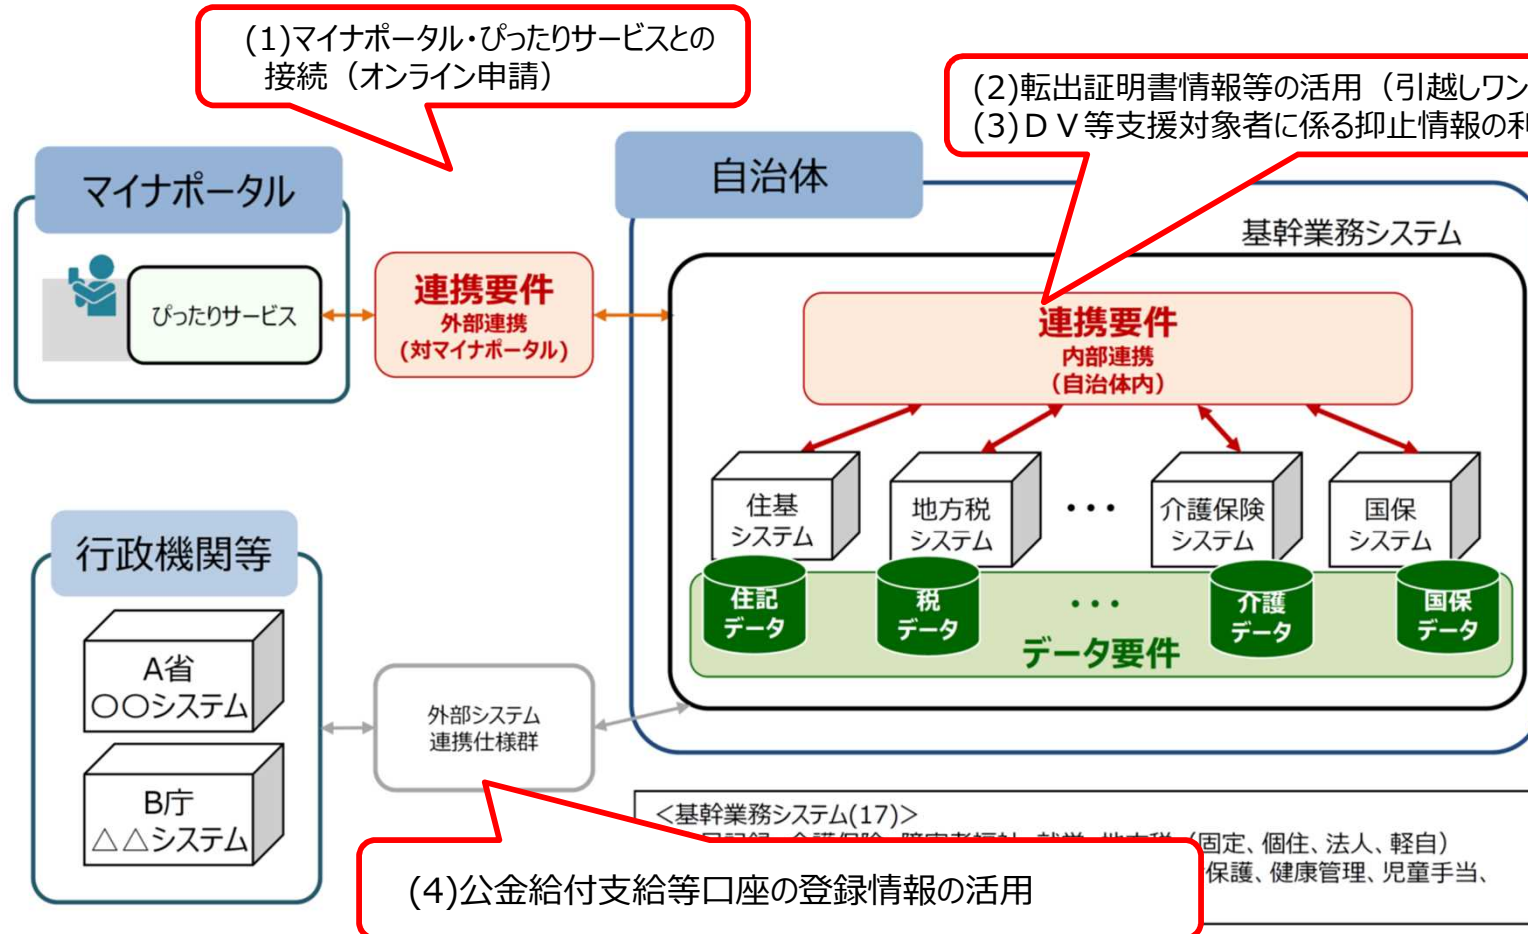 (1)マイナポータル・ぴったりサービスとの
接続（オンライン申請）
(2)転出証明書情報等の活用（引越しワン
(3)ＤＶ等支援対象者に係る抑止情報の利
マイナポータル
ぴったりサービス
連携要件
外部連携
(対マイナポータル)
自治体
基幹業務システム
連携要件
内部連携
（自治体内）
住基
システム
地方税
システム
・・・
介護保険
システム
国保
システム
住記
データ
税
データ
・・・
介護
データ
国保
データ
データ要件
行政機関等
A省
〇〇システム
B庁
△△システム
外部システム
連携仕様群
＜基幹業務システム(17)＞
（固定、個住、法人、軽自）
保護、健康管理、児童手当、
(4)公金給付支給等口座の登録情報の活用